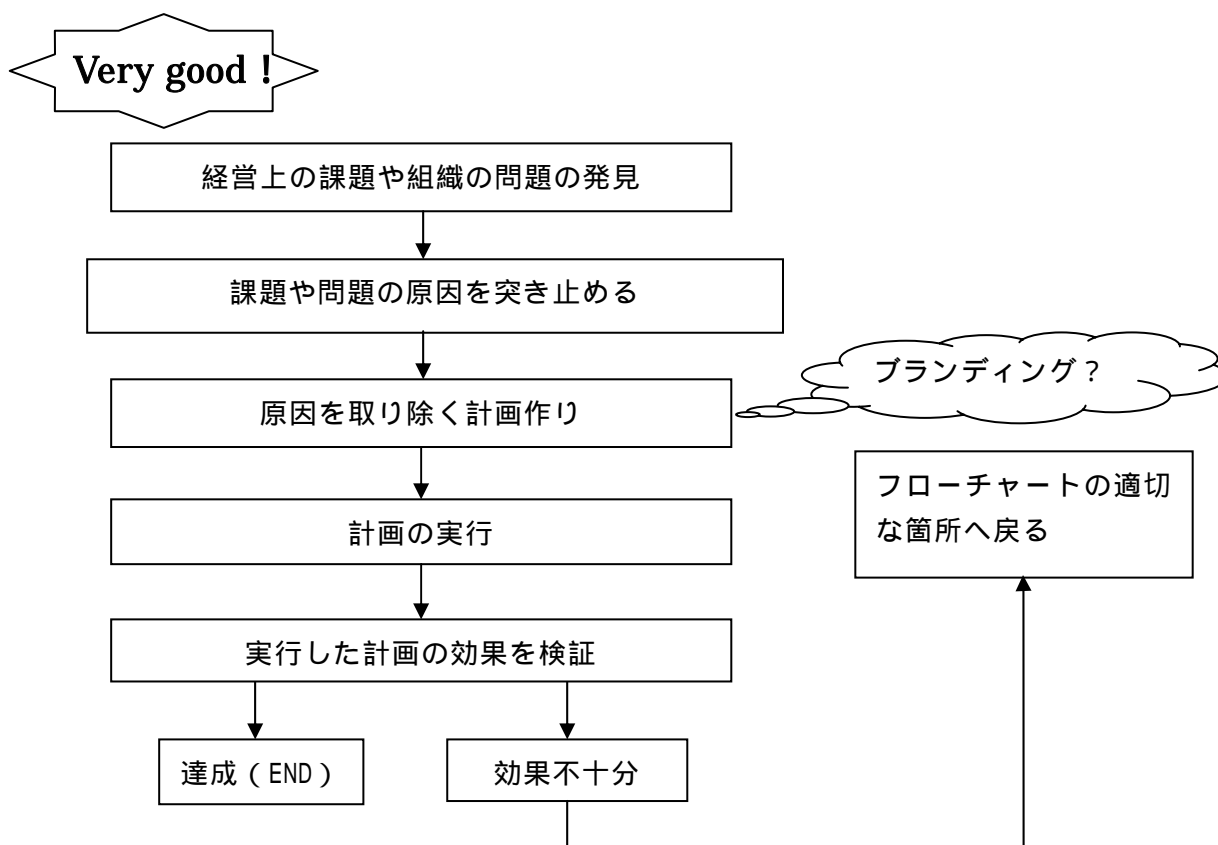 Very good !
経営上の課題や組織の問題の発見
課題や問題の原因を突き止める
ブランディング？
原因を取り除く計画作り
フローチャートの適切
な箇所へ戻る
計画の実行
実行した計画の効果を検証
達成（END）
効果不十分